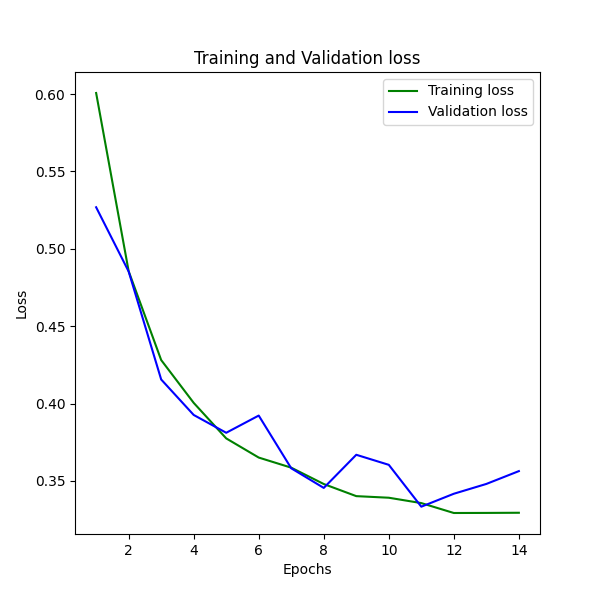 Training and Validation loss
Training loss
Validation loss
0.60
0.55
0.50
0.45
0.40
0.35
Loss
2 4 6 8 10 12 14
Epochs